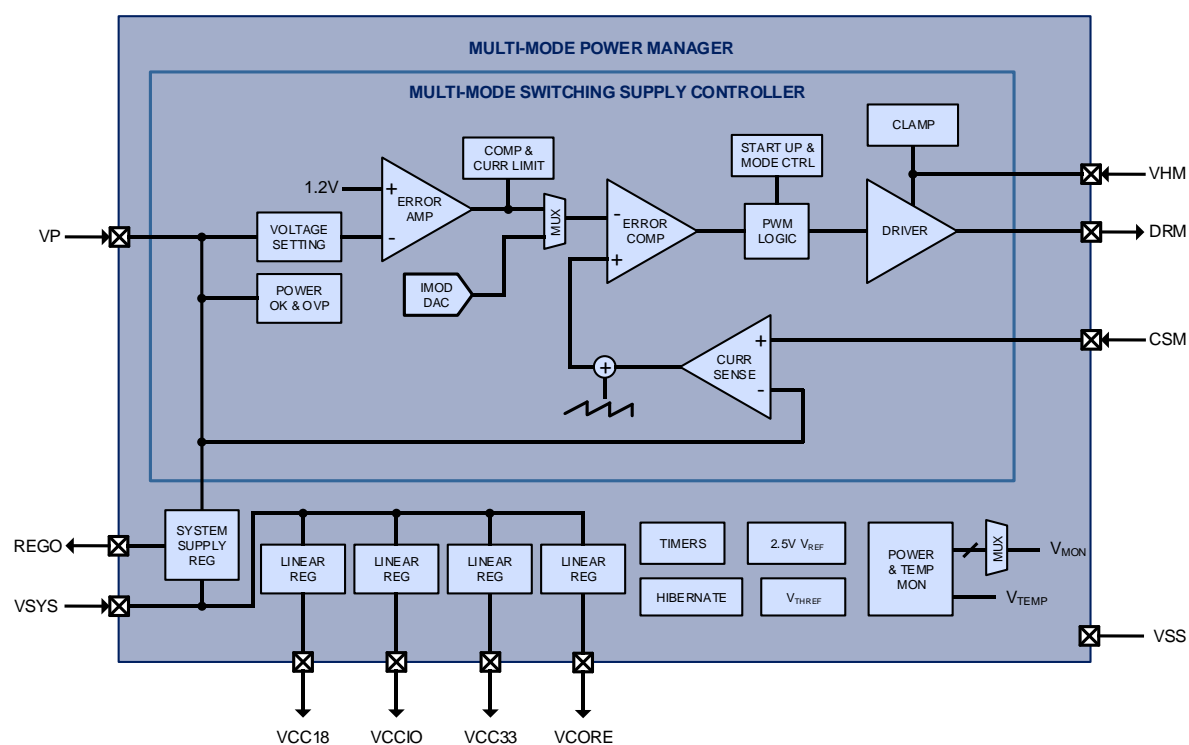 MULTI-MODE POWER MANAGER
MULTI-MODE SWITCHING SUPPLY CONTROLLER
CLAMP
COMP &
CURR LIMIT
START UP &
MODE CTRL
VHM
1.2V
+
ERROR
AMP
-
MUX
-
ERROR
COMP
+
PWM
LOGIC
DRIVER
DRM
VP
VOLTAGE
SETTING
POWER
OK & OVP
IMOD
DAC
CSM
+
CURR
SENSE
-
+
SYSTEM
SUPPLY
REG
REGO
VSYS
LINEAR
REG
LINEAR
REG
LINEAR
REG
LINEAR
REG
TIMERS
2.5V VREF
HIBERNATE
VTHREF
POWER
& TEMP
MON
MUX
VMON
VTEMP
VSS
VCC18
VCCIO
VCC33
VCORE